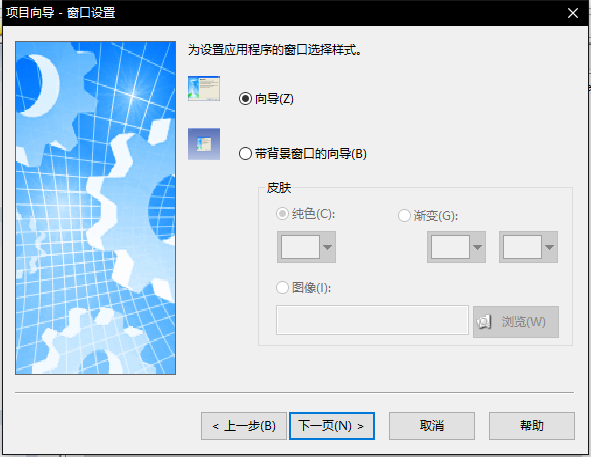 项目向导 - 窗口设置
为设置应用程序的窗口选择样式。
向导(Z)
带背景窗口的向导(B)
皮肤
纯色(C):
渐变(G):
图像(I):
浏览(W)
< 上一步(B)
下一页(N) >
取消
帮助